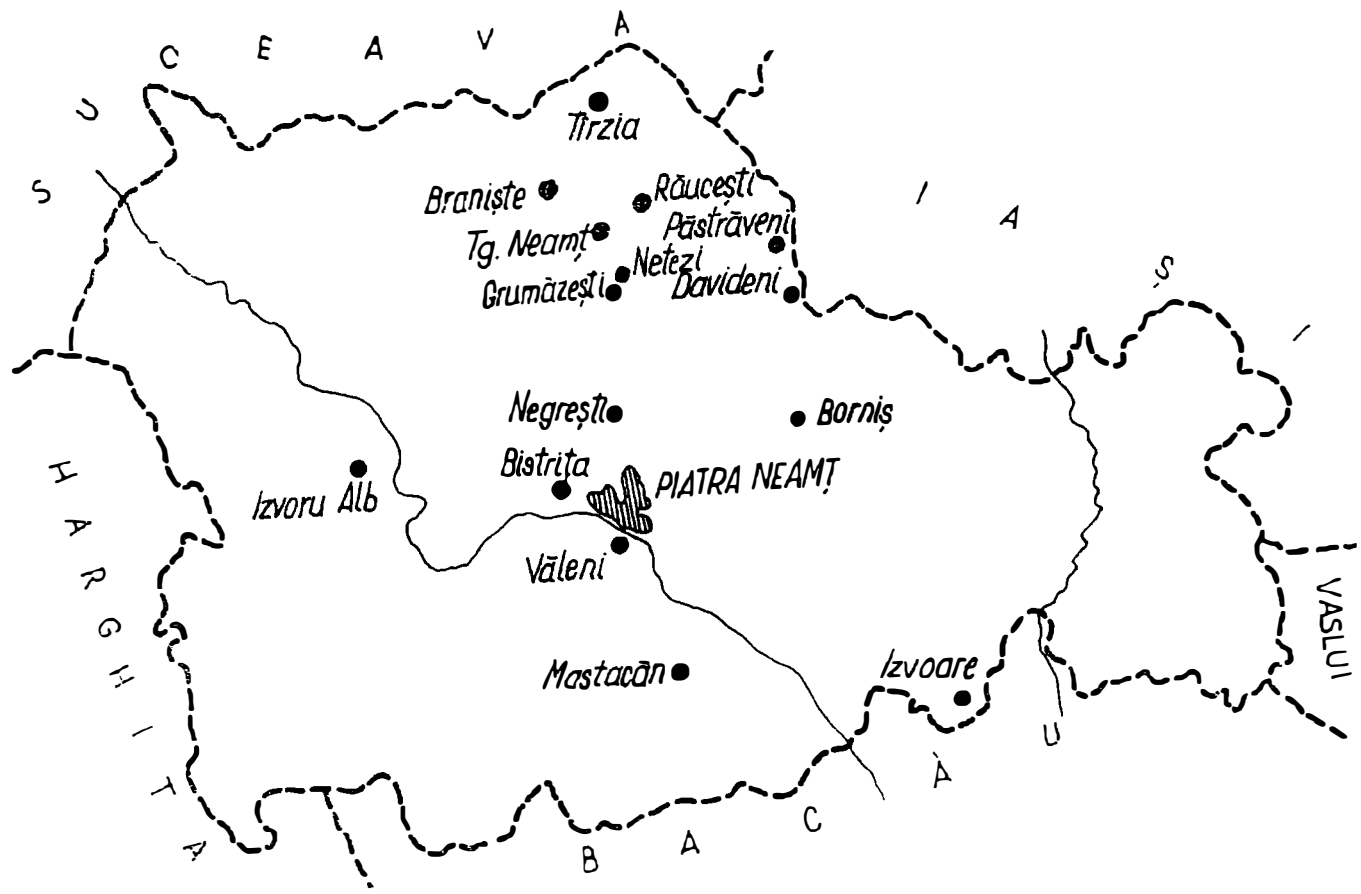 SUCEAVA
Tîrzia
Braniște
Răucești
Păstrăveni
Tg. Neamț
Netezi
Grumăzești
Davideni
IAȘI
Negrești
Borniș
Bistrița
PIATRA NEAMȚ
Izvoru Alb
Văleni
HARGHITA
VASLUI
Mastacăn
Izvoare
BACÀU